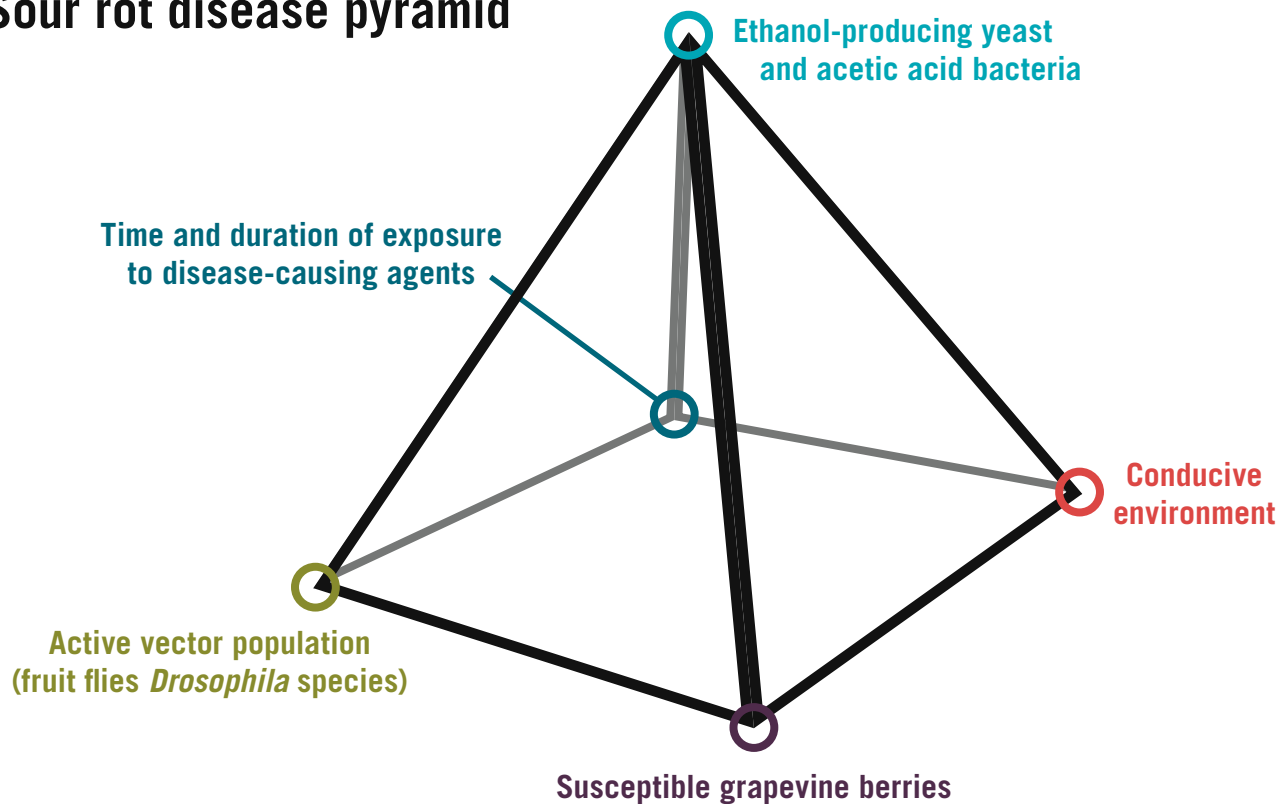 Sour rot disease pyramid
Ethanol-producing yeast
and acetic acid bacteria
Time and duration of exposure
to disease-causing agents
Conducive
environment
Active vector population
(fruit flies Drosophila species)
Susceptible grapevine berries